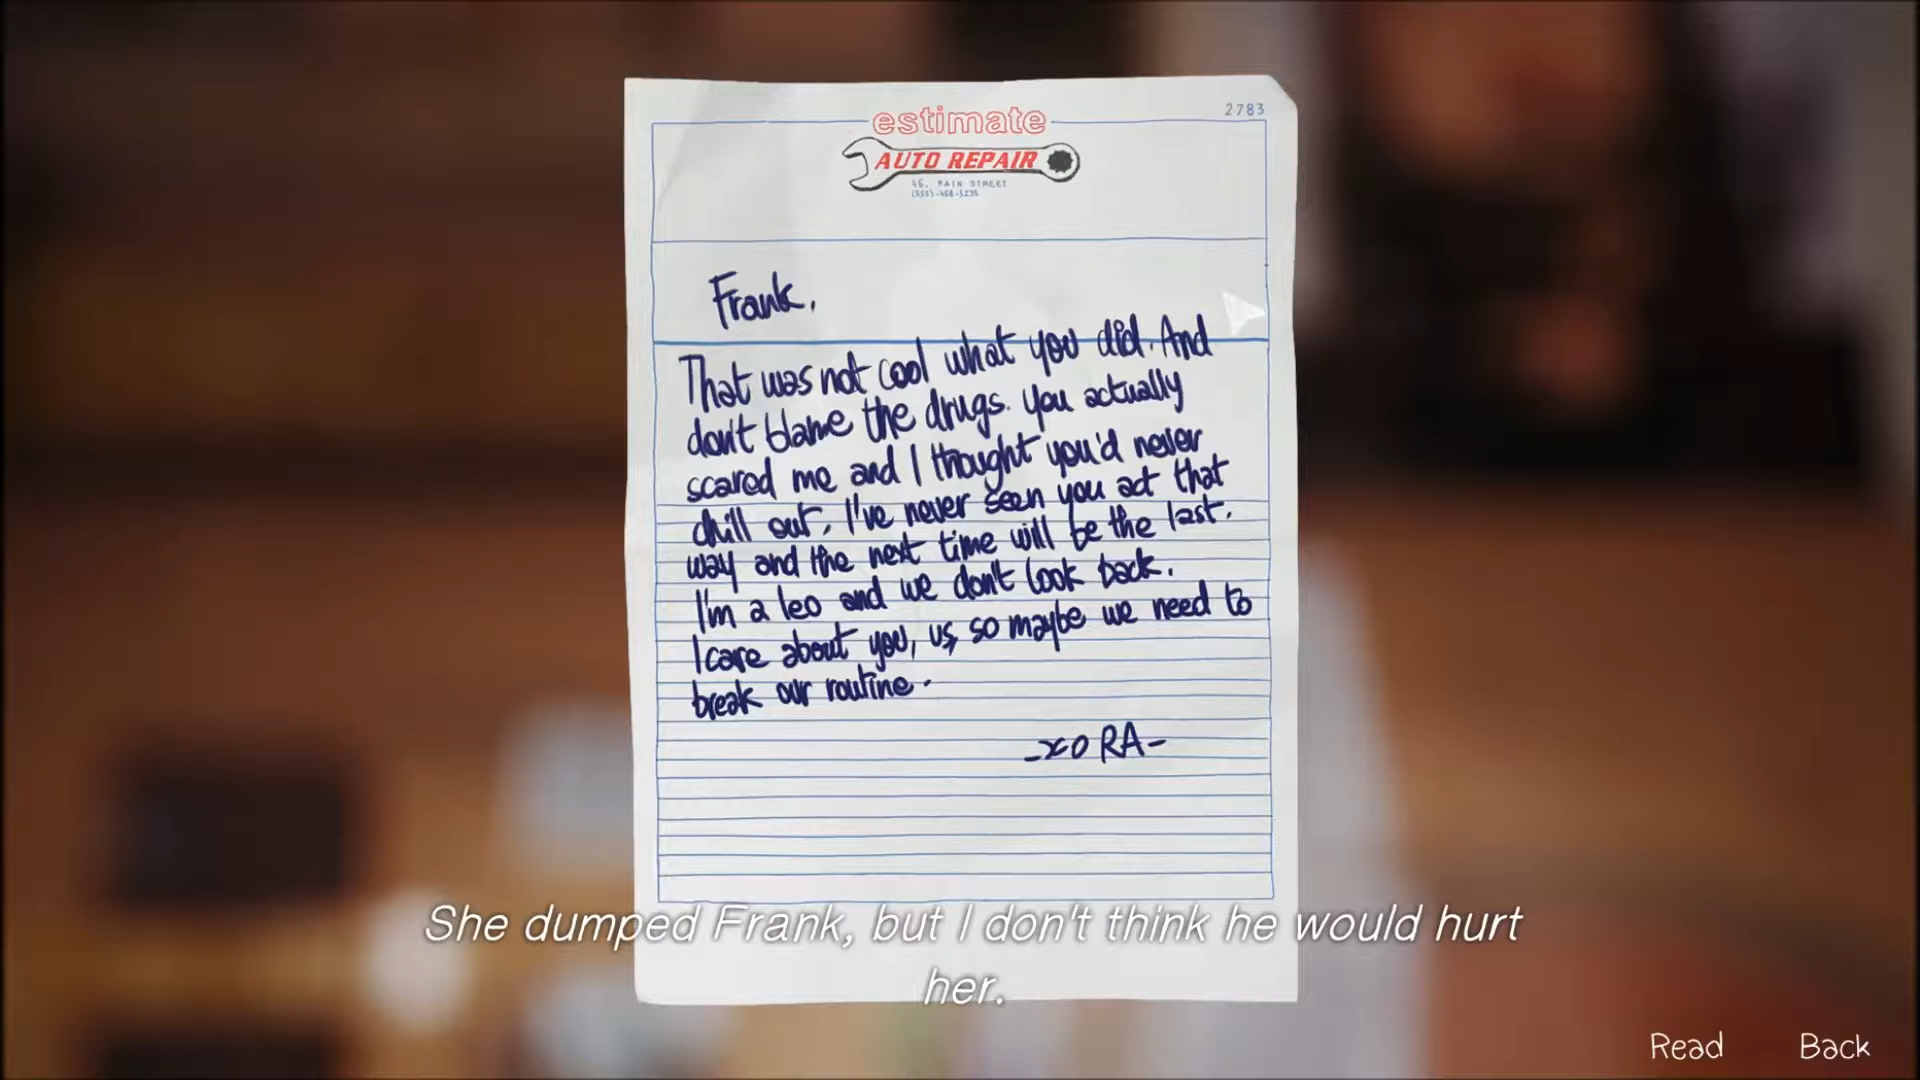 2783
estimate
AUTO REPAIR
Frank,
That was not cool what you did. And
don't blame the drugs. You actually
scared me and I thought you'd never
chill out. I've never seen you act that
way and the next time will be the last.
I'm a leo and we don't look back.
I care about you, us, so maybe we need to
break our routine.
-xo RA-
She dumped Frank, but I don't think he would hurt
her.
Read
Back